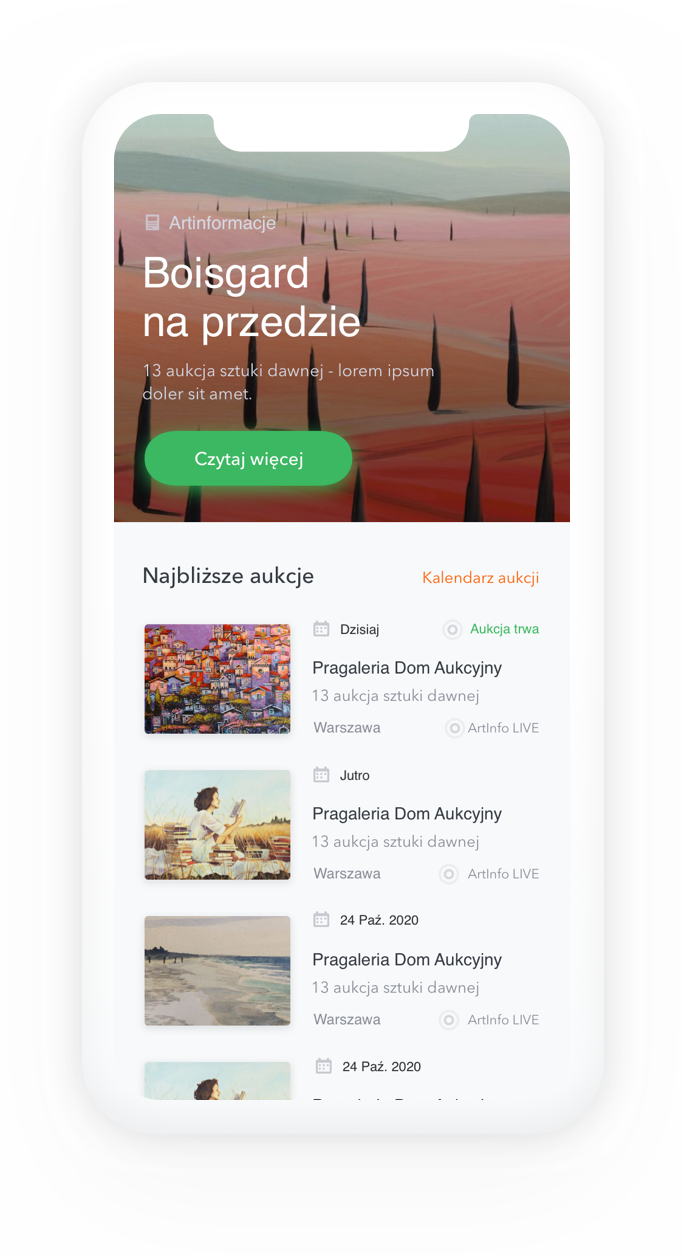 Artinformacje
Boisgard
na przedzie
13 aukcja sztuki dawnej - lorem ipsum
doler sit amet.
Czytaj więcej
Najbliższe aukcje
Kalendarz aukcji
Dzisiaj
Aukcja trwa
Pragaleria Dom Aukcyjny
13 aukcja sztuki dawnej
Warszawa
ArtInfo LIVE
Jutro
Pragaleria Dom Aukcyjny
13 aukcja sztuki dawnej
Warszawa
ArtInfo LIVE
24 Paź. 2020
Pragaleria Dom Aukcyjny
13 aukcja sztuki dawnej
Warszawa
ArtInfo LIVE
24 Paź. 2020